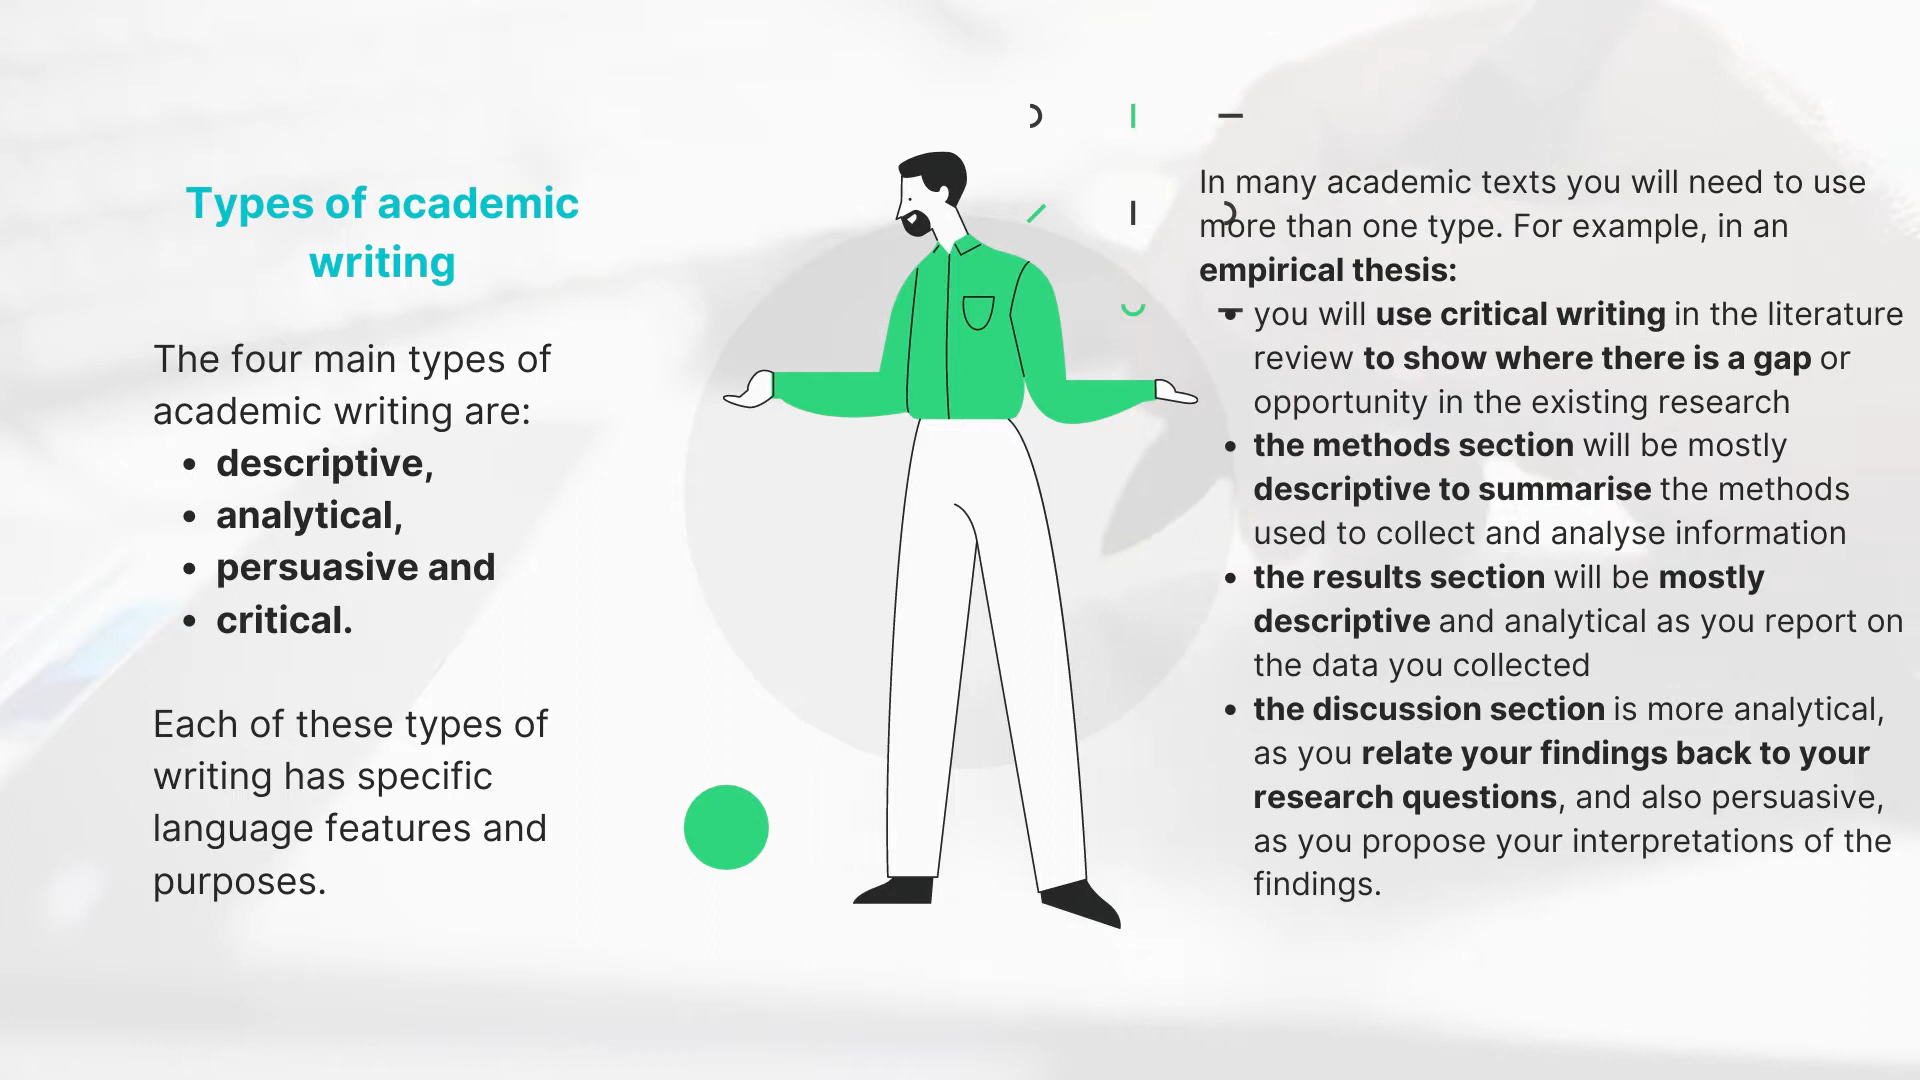 Types of academic
writing
The four main types of
academic writing are:
• descriptive,
• analytical,
• persuasive and
• critical.
Each of these types of
writing has specific
language features and
purposes.
In many academic texts you will need to use
more than one type. For example, in an
empirical thesis:
• you will use critical writing in the literature
review to show where there is a gap or
opportunity in the existing research
• the methods section will be mostly
descriptive to summarise the methods
used to collect and analyse information
• the results section will be mostly
descriptive and analytical as you report on
the data you collected
• the discussion section is more analytical,
as you relate your findings back to your
research questions, and also persuasive,
as you propose your interpretations of the
findings.